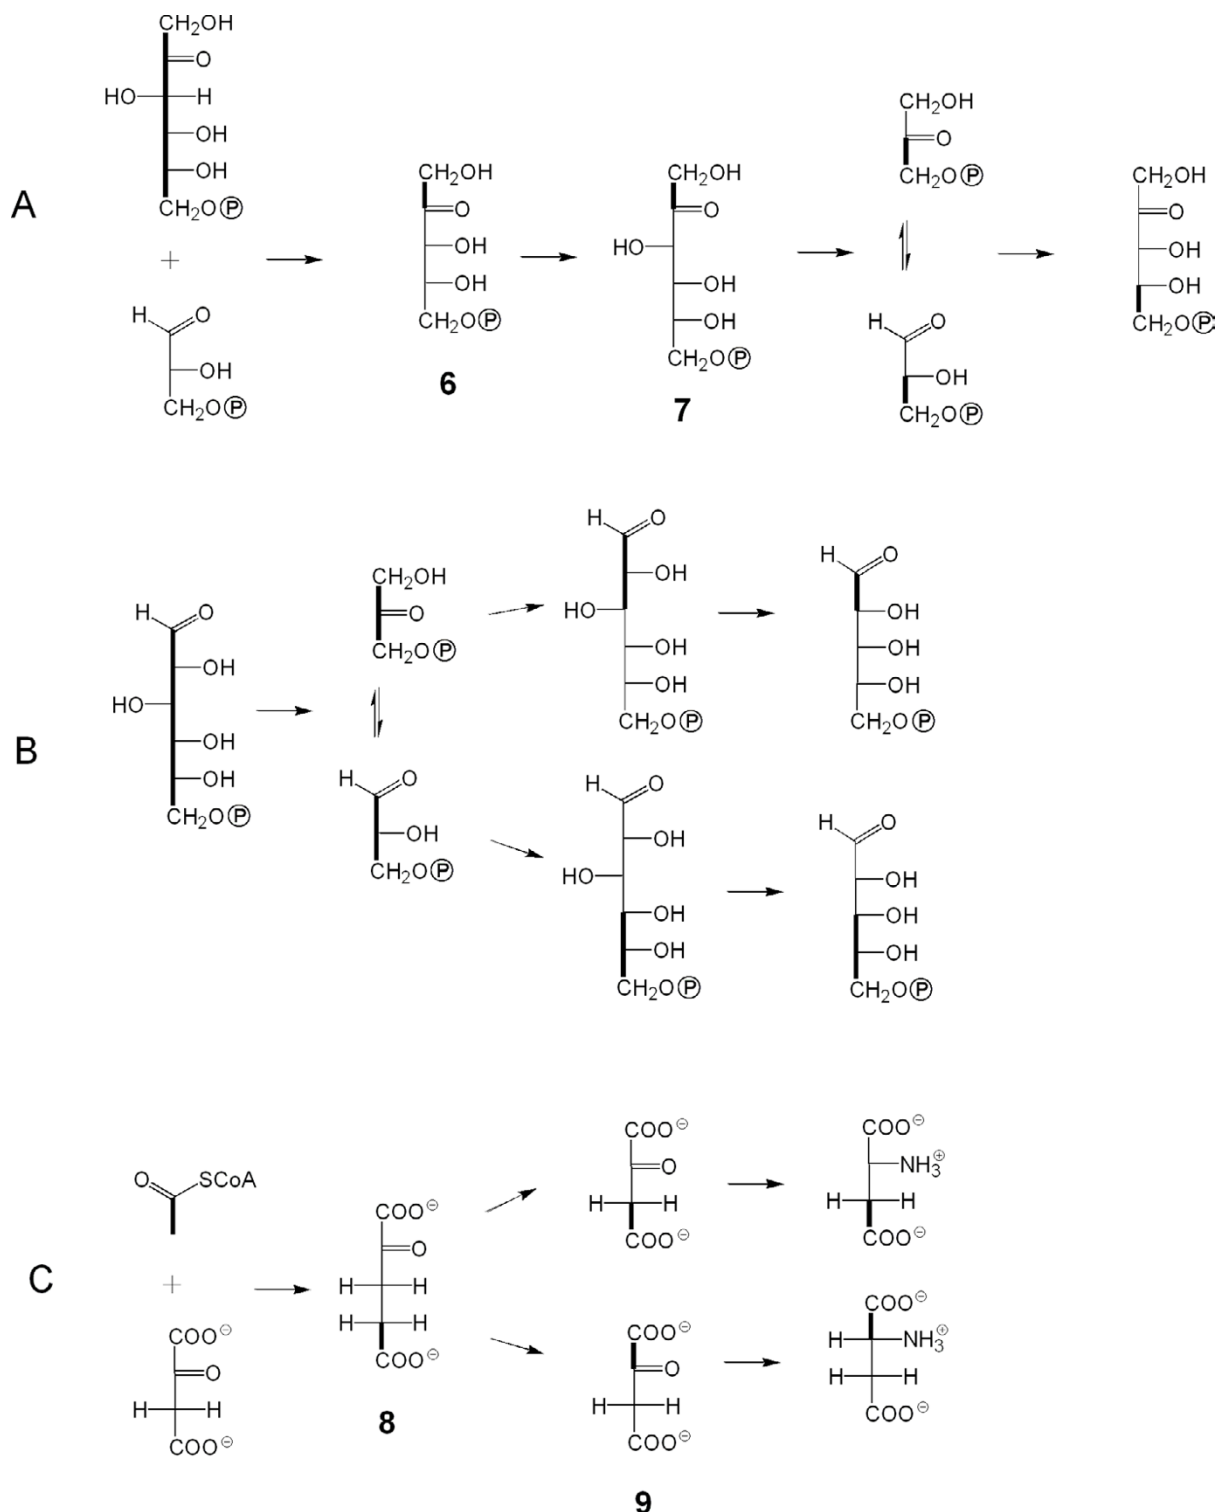 A
CH₂OH
O
HO H
OH
OH
CH₂OⓅ
+
H O
OH
CH₂OⓅ
CH₂OH
O
OH
OH
CH₂OⓅ
6
CH₂OH
O
HO
OH
OH
CH₂OⓅ
7
CH₂OH
O
CH₂OⓅ
H O
OH
CH₂OⓅ
CH₂OH
O
OH
OH
CH₂OⓅ
B
H O
OH
HO
OH
OH
CH₂OⓅ
CH₂OH
O
CH₂OⓅ
H O
OH
CH₂OⓅ
H O
OH
HO
OH
OH
CH₂OⓅ
H O
OH
OH
OH
CH₂OⓅ
H O
OH
HO
OH
OH
CH₂OⓅ
H O
OH
OH
OH
CH₂OⓅ
C
O SCoA
+
COO⊖
O
H H
COO⊖
COO⊖
O
H H
H H
COO⊖
8
COO⊖
O
H H
COO⊖
COO⊖
NH₃⊕
H H
COO⊖
COO⊖
O
H H
COO⊖
9
COO⊖
H NH₃⊕
H H
COO⊖